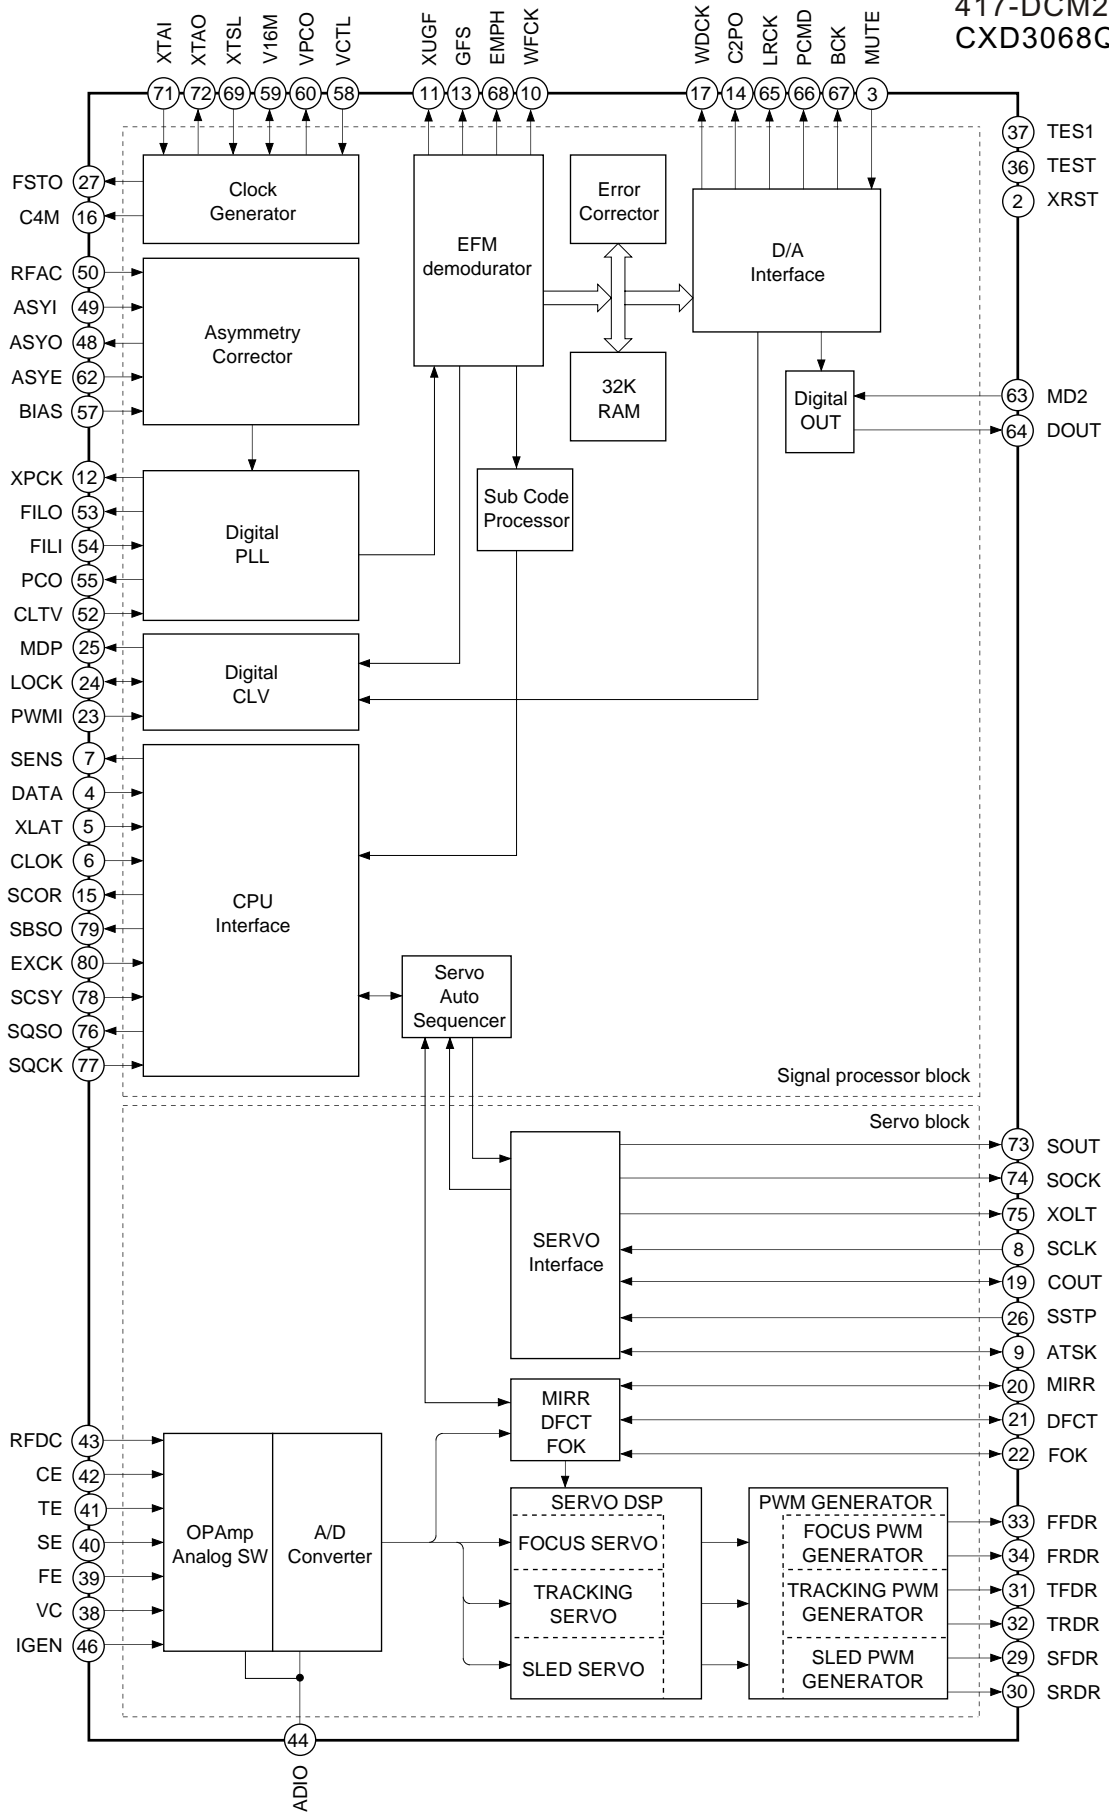 417-DCM2
CXD3068Q
XTAI
XTAO
XTSL
V16M
VPCO
VCTL
XUGF
GFS
EMPH
WFCK
WDCK
C2PO
LRCK
PCMD
BCK
MUTE
71
72
69
59
60
58
11
13
68
10
17
14
65
66
67
3
37 TES1
36 TEST
2 XRST
FSTO 27
C4M 16
Clock
Generator
EFM
demodurator
Error
Corrector
D/A
Interface
RFAC 50
ASYI 49
ASYO 48
ASYE 62
BIAS 57
Asymmetry
Corrector
32K
RAM
Digital
OUT
63 MD2
64 DOUT
XPCK 12
FILO 53
FILI 54
PCO 55
CLTV 52
Digital
PLL
Sub Code
Processor
MDP 25
LOCK 24
PWMI 23
Digital
CLV
SENS 7
DATA 4
XLAT 5
CLOK 6
SCOR 15
SBSO 79
EXCK 80
SCSY 78
SQSO 76
SQCK 77
CPU
Interface
Servo
Auto
Sequencer
Signal processor block
Servo block
SERVO
Interface
73 SOUT
74 SOCK
75 XOLT
8 SCLK
19 COUT
26 SSTP
9 ATSK
MIRR
DFCT
FOK
20 MIRR
21 DFCT
22 FOK
RFDC 43
CE 42
TE 41
SE 40
FE 39
VC 38
IGEN 46
OPAmp
Analog SW
A/D
Converter
SERVO DSP
FOCUS SERVO
TRACKING
SERVO
SLED SERVO
PWM GENERATOR
FOCUS PWM
GENERATOR
TRACKING PWM
GENERATOR
SLED PWM
GENERATOR
33 FFDR
34 FRDR
31 TFDR
32 TRDR
29 SFDR
30 SRDR
44
ADIO